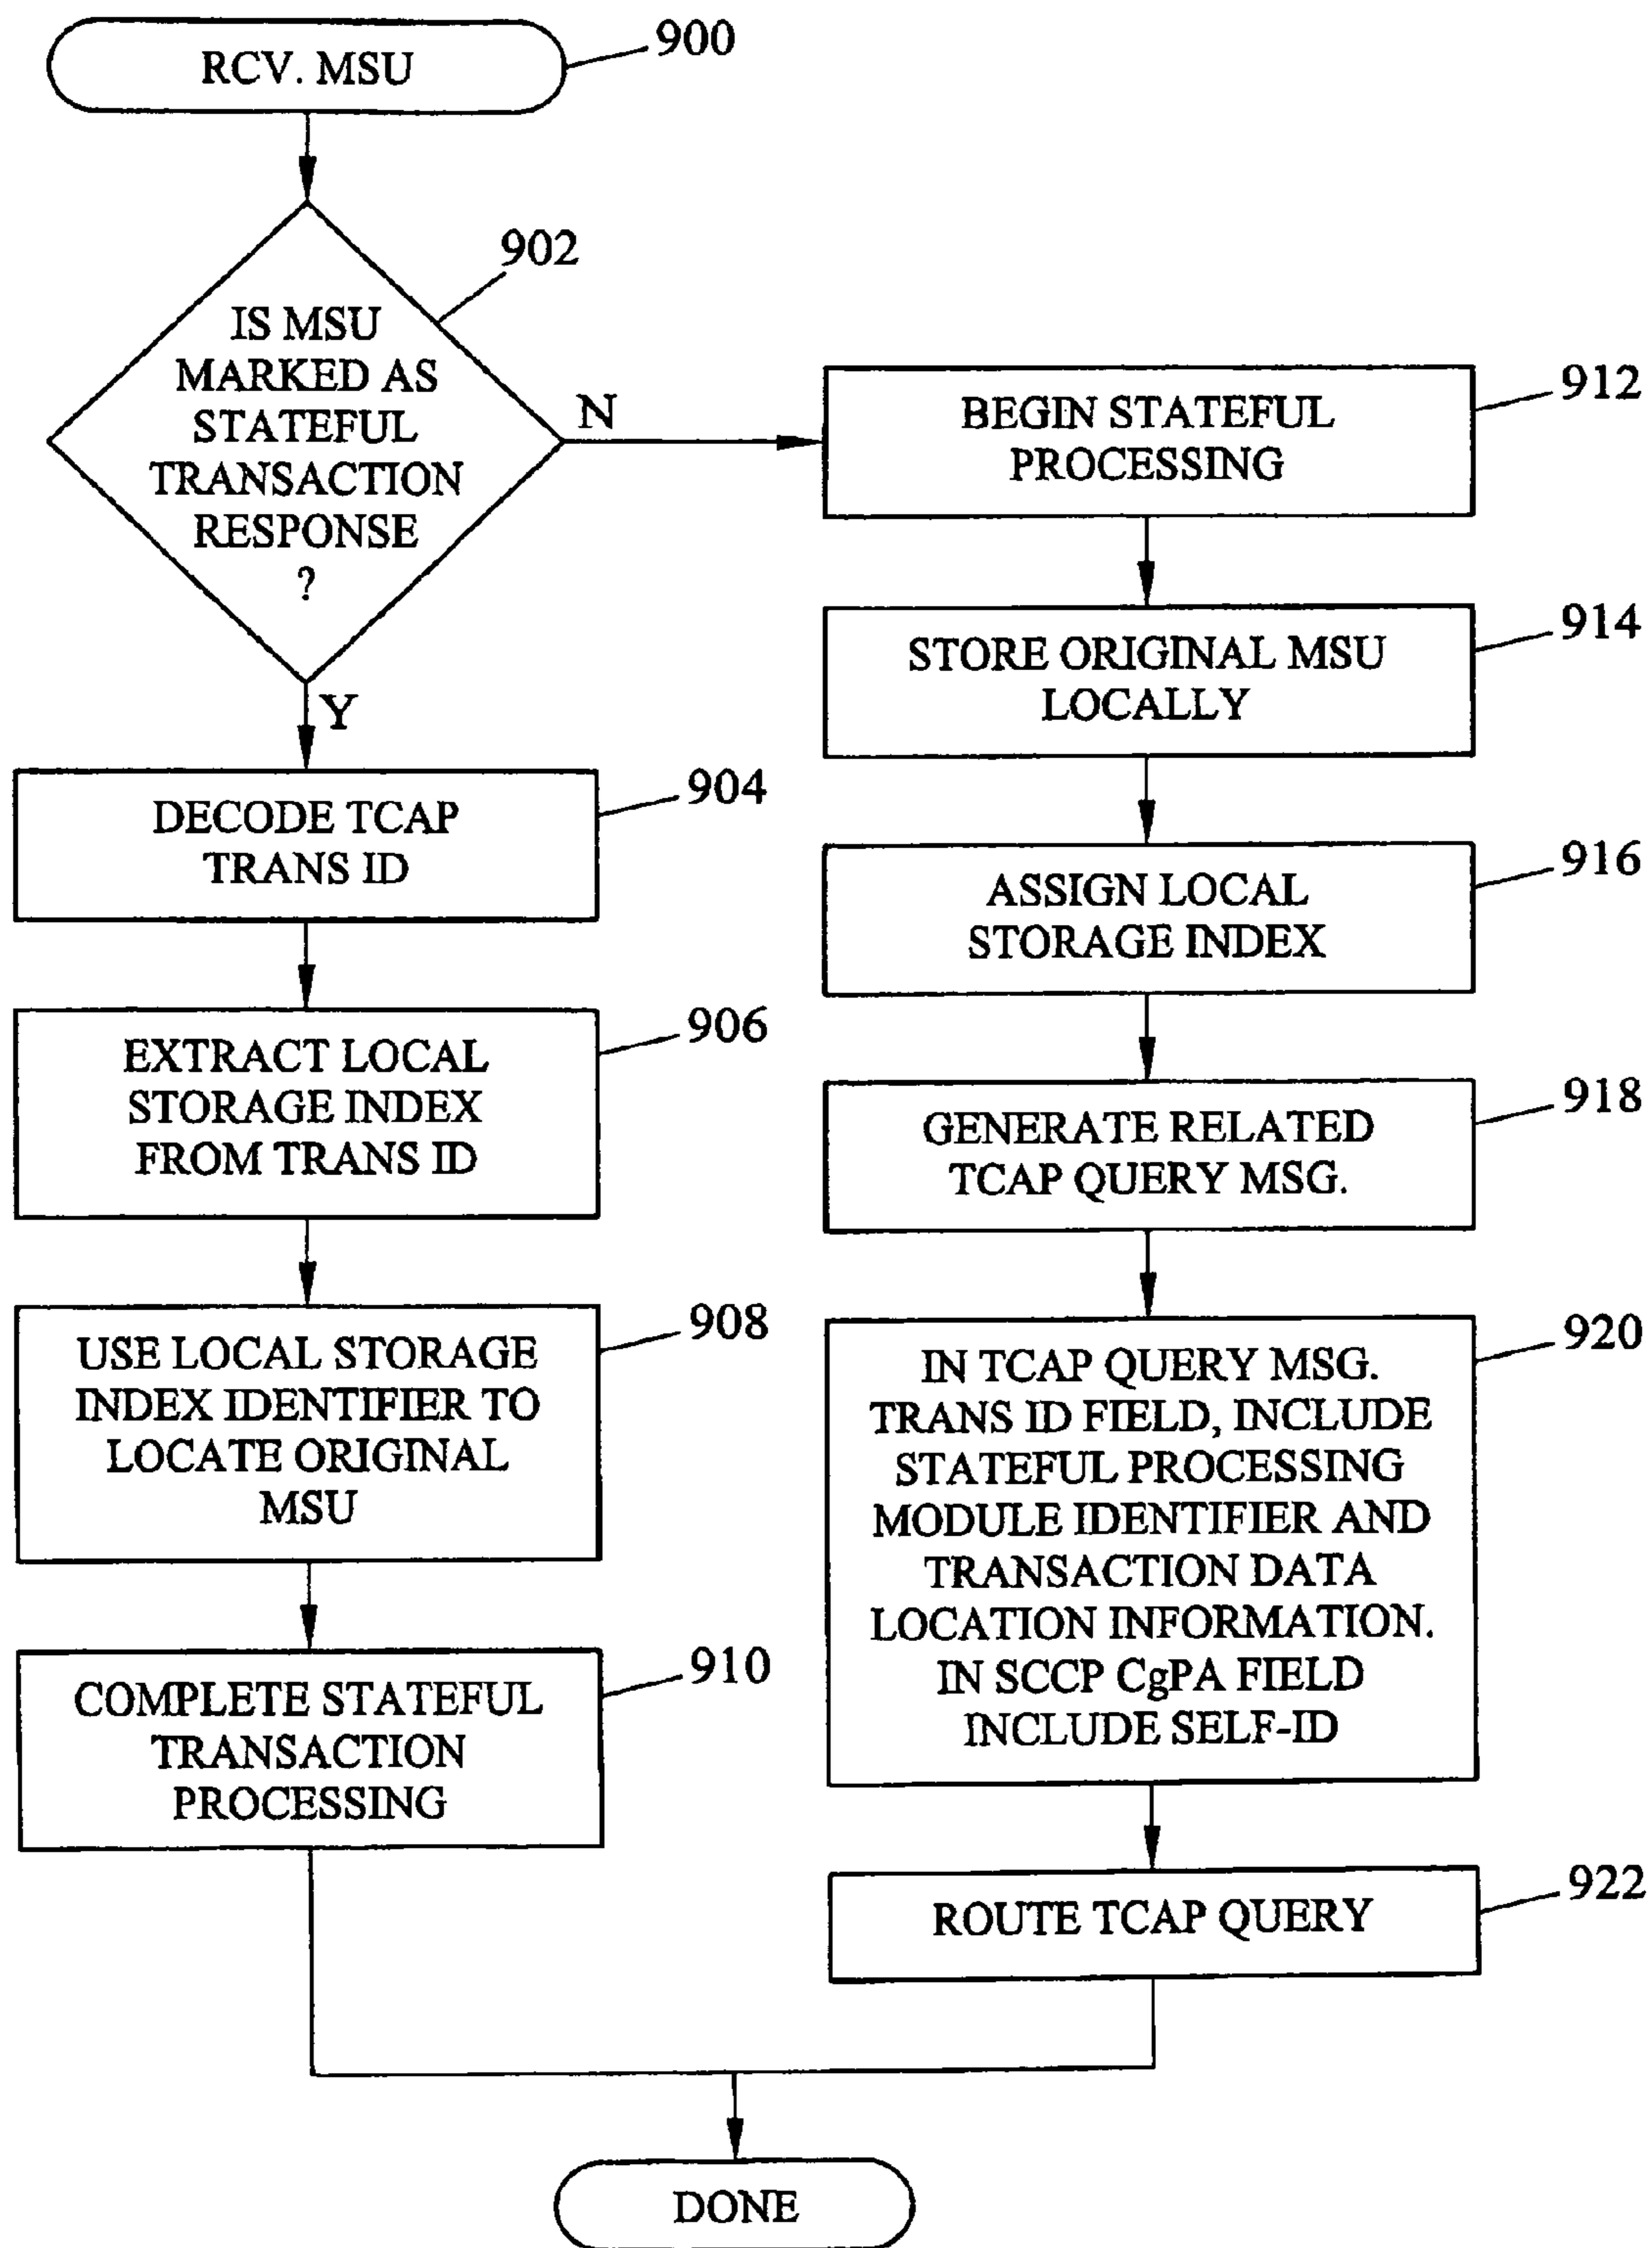 RCV. MSU
900
902
IS MSU
MARKED AS
STATEFUL
TRANSACTION
RESPONSE
?
N
Y
DECODE TCAP
TRANS ID
904
EXTRACT LOCAL
STORAGE INDEX
FROM TRANS ID
906
USE LOCAL STORAGE
INDEX IDENTIFIER TO
LOCATE ORIGINAL
MSU
908
COMPLETE STATEFUL
TRANSACTION
PROCESSING
910
BEGIN STATEFUL
PROCESSING
912
STORE ORIGINAL MSU
LOCALLY
914
ASSIGN LOCAL
STORAGE INDEX
916
GENERATE RELATED
TCAP QUERY MSG.
918
IN TCAP QUERY MSG.
TRANS ID FIELD, INCLUDE
STATEFUL PROCESSING
MODULE IDENTIFIER AND
TRANSACTION DATA
LOCATION INFORMATION.
IN SCCP CgPA FIELD
INCLUDE SELF-ID
920
ROUTE TCAP QUERY
922
DONE